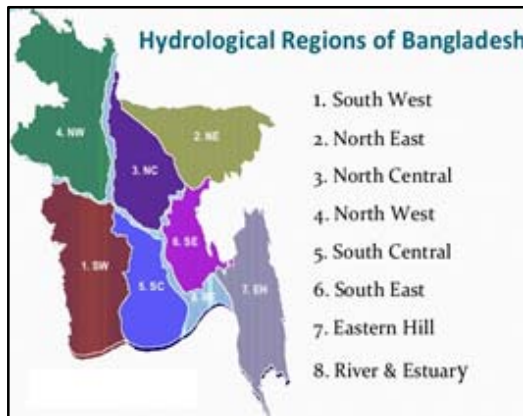 Hydrological Regions of Bangladesh
1. South West
2. North East
3. North Central
4. North West
5. South Central
6. South East
7. Eastern Hill
8. River & Estuary
4. NW
2. NE
3. NC
6. SE
1. SW
5. SC
7. EH